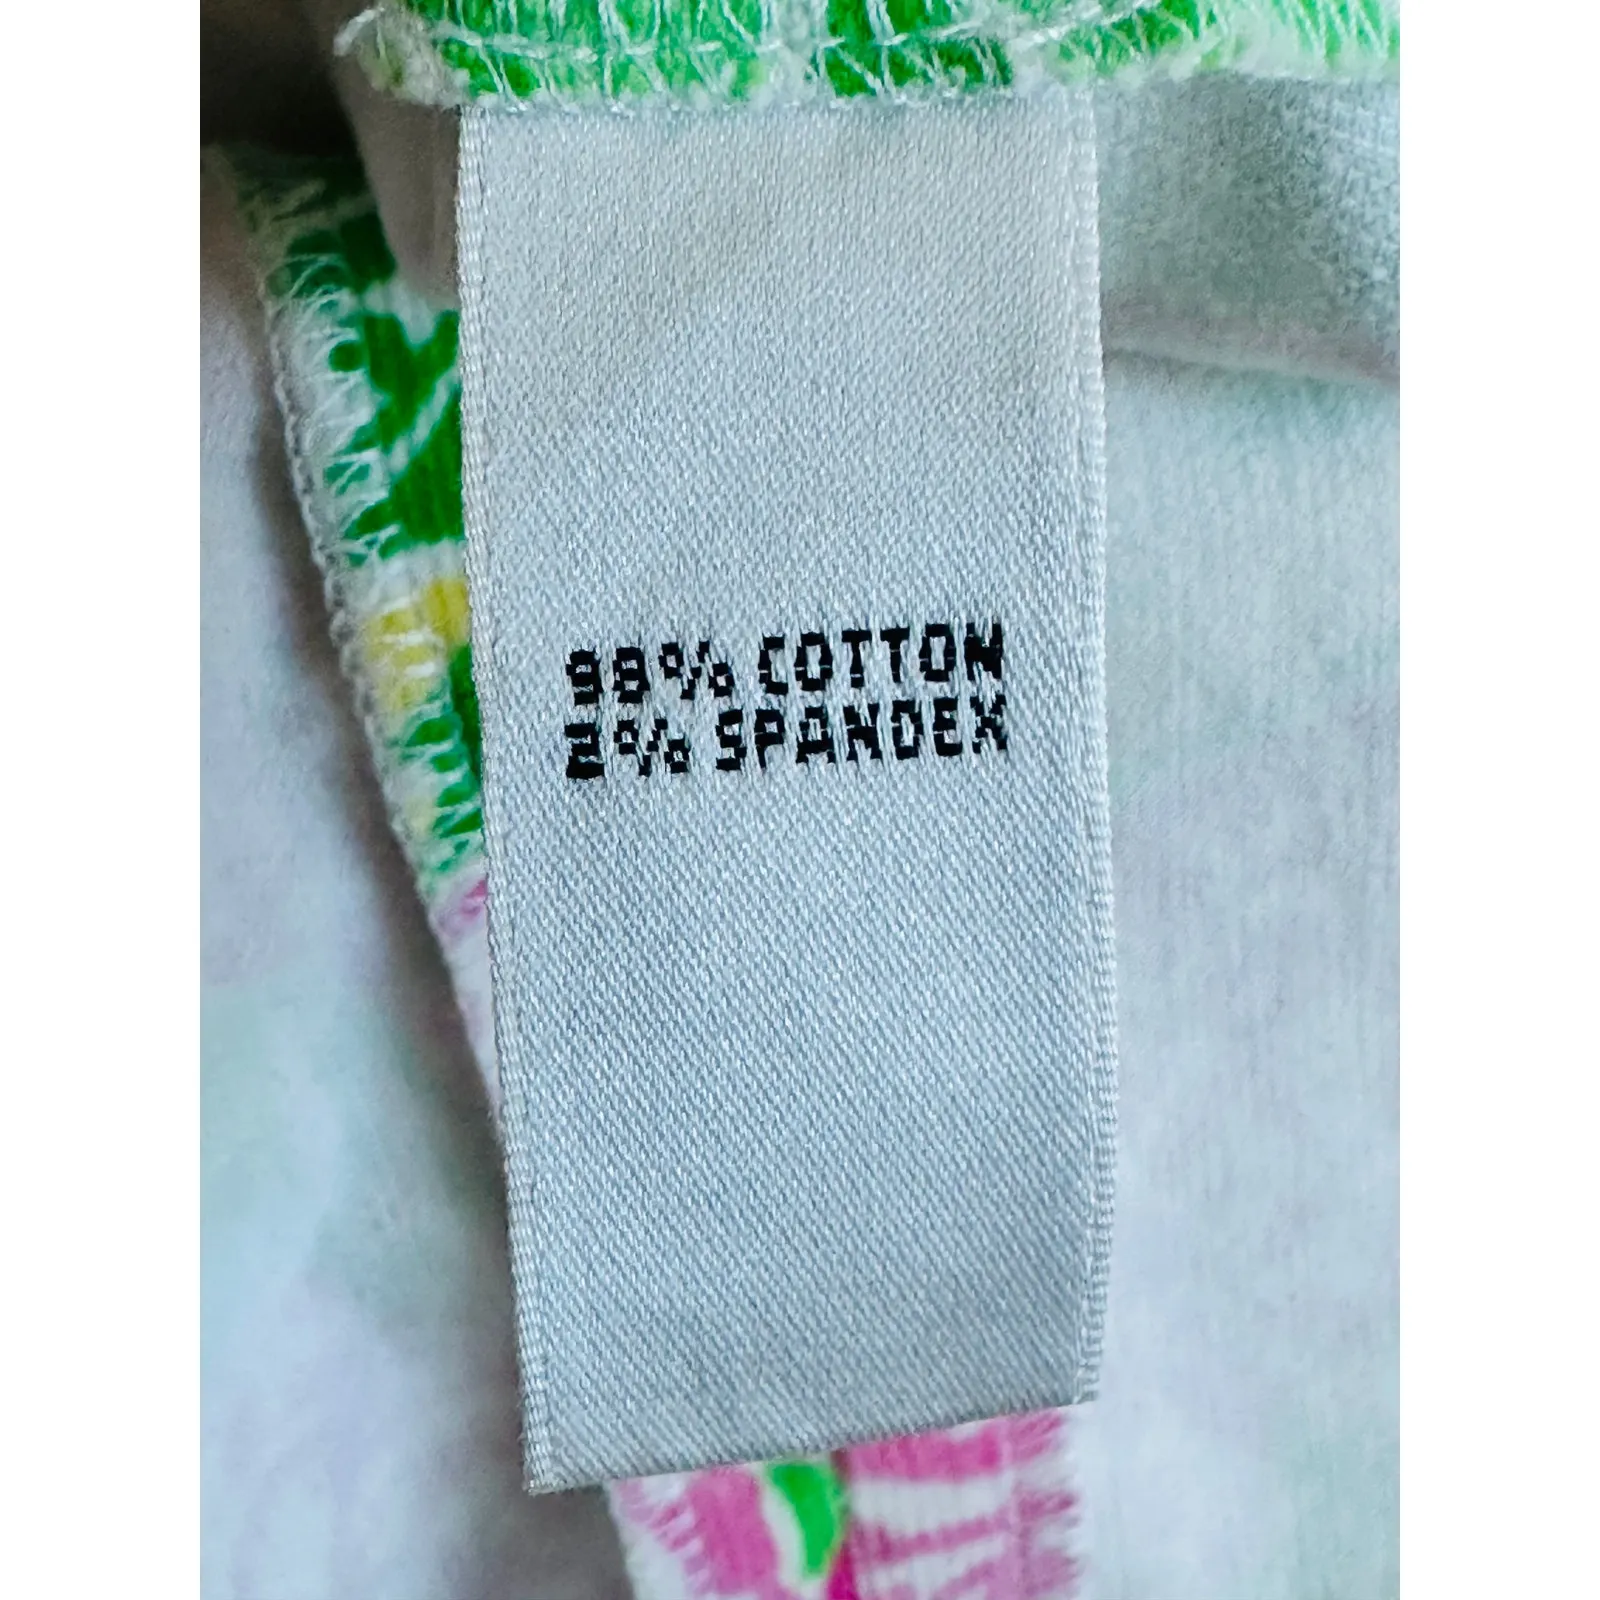 98% COTTON
2% SPANDEX